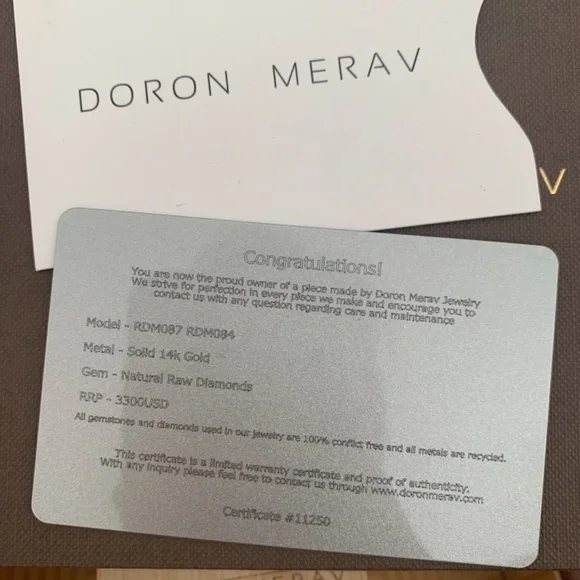 DORON MERAV
V
Congratulations!
You are now the proud owner of a piece made by Doron Merav Jewelry
We strive for perfection in every piece we make and encourage you to
contact us with any question regarding care and maintenance
Model - RDM087 RDM084
Metal - Solid 14k Gold
Gem - Natural Raw Diamonds
RRP - 3300USD
All gemstones and diamonds used in our jewelry are 100% conflict free and all metals are recycled.
This certificate is a limited warranty certificate and proof of authenticity.
With any inquiry please feel free to contact us through www.doronmerav.com
Certificate #11250
MERAV